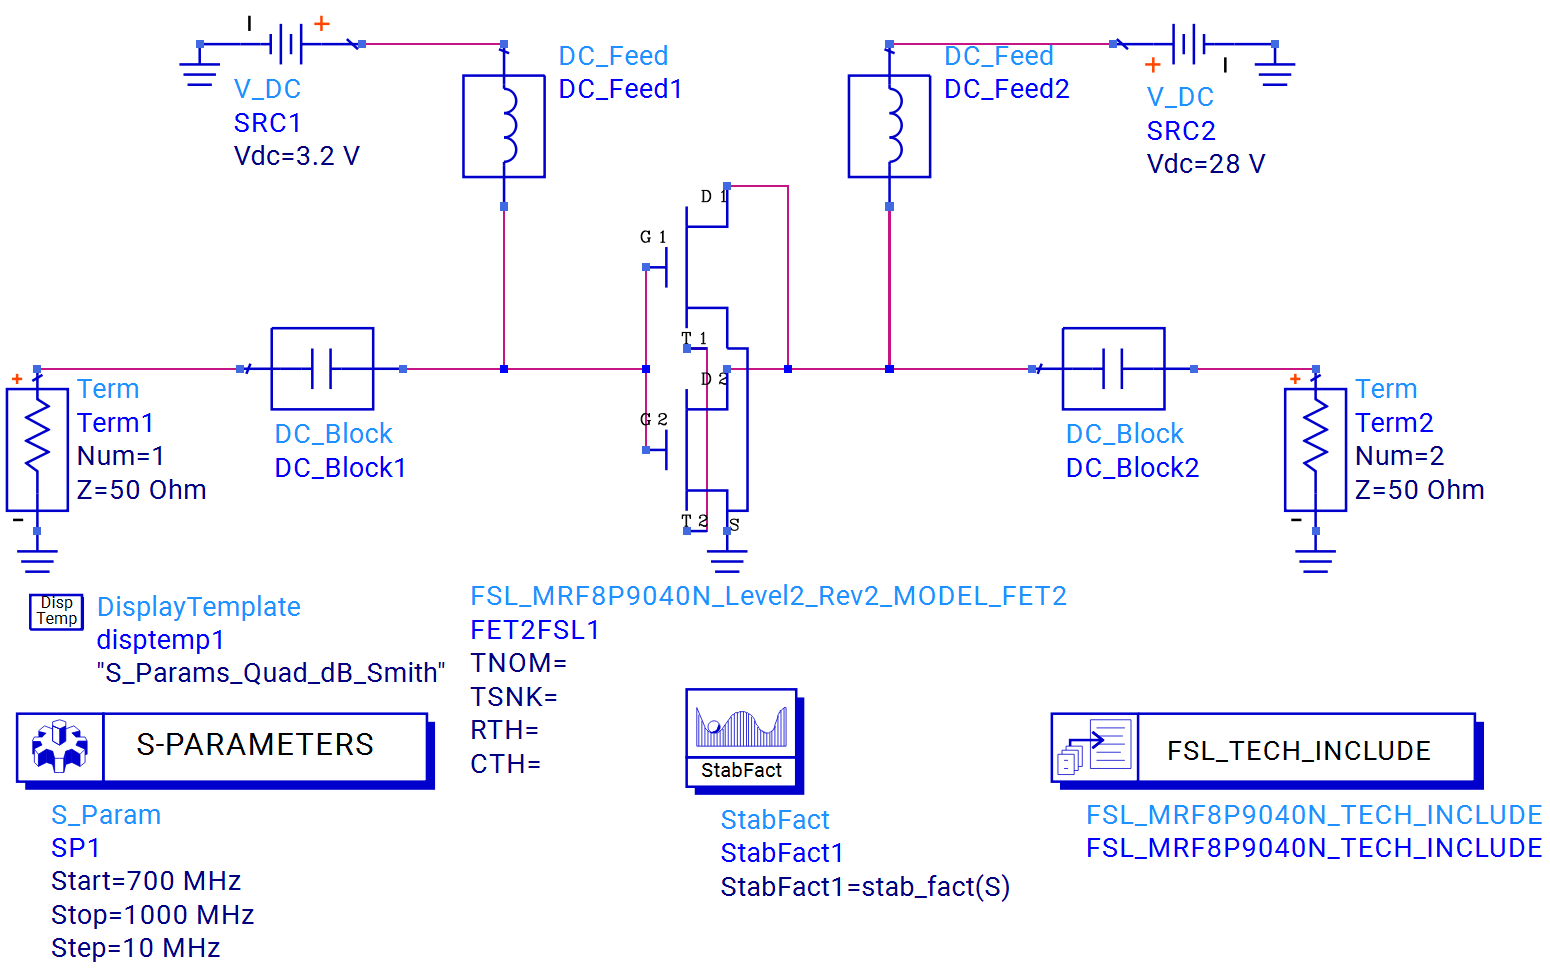 DC_Feed
DC_Feed1
DC_Feed
DC_Feed2
V_DC
SRC1
Vdc=3.2 V
V_DC
SRC2
Vdc=28 V
D 1
G 1
T 1
D 2
G 2
T 2
S
Term
Term1
Num=1
Z=50 Ohm
DC_Block
DC_Block1
DC_Block
DC_Block2
Term
Term2
Num=2
Z=50 Ohm
Disp
Temp
DisplayTemplate
disptemp1
"S_Params_Quad_dB_Smith"
FSL_MRF8P9040N_Level2_Rev2_MODEL_FET2
FET2FSL1
TNOM=
TSNK=
RTH=
CTH=
S-PARAMETERS
S_Param
SP1
Start=700 MHz
Stop=1000 MHz
Step=10 MHz
StabFact
StabFact
StabFact1
StabFact1=stab_fact(S)
FSL_TECH_INCLUDE
FSL_MRF8P9040N_TECH_INCLUDE
FSL_MRF8P9040N_TECH_INCLUDE